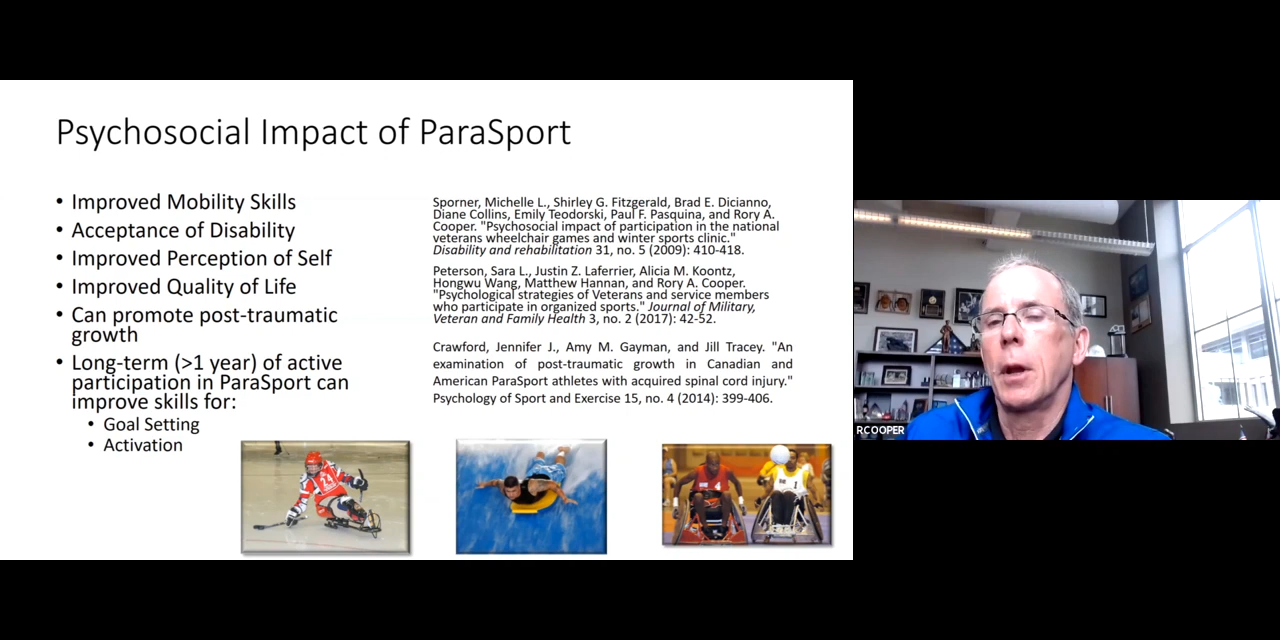 Psychosocial Impact of ParaSport
• Improved Mobility Skills
• Acceptance of Disability
• Improved Perception of Self
• Improved Quality of Life
• Can promote post-traumatic
growth
• Long-term (>1 year) of active
participation in ParaSport can
improve skills for:
• Goal Setting
• Activation
Sporner, Michelle L., Shirley G. Fitzgerald, Brad E. Dicianno,
Diane Collins, Emily Teodorski, Paul F. Pasquina, and Rory A.
Cooper. "Psychosocial impact of participation in the national
veterans wheelchair games and winter sports clinic."
Disability and rehabilitation 31, no. 5 (2009): 410-418.
Peterson, Sara L., Justin Z. Laferrier, Alicia M. Koontz,
Hongwu Wang, Matthew Hannan, and Rory A. Cooper.
"Psychological strategies of Veterans and service members
who participate in organized sports." Journal of Military,
Veteran and Family Health 3, no. 2 (2017): 42-52.
Crawford, Jennifer J., Amy M. Gayman, and Jill Tracey. "An
examination of post-traumatic growth in Canadian and
American ParaSport athletes with acquired spinal cord injury."
Psychology of Sport and Exercise 15, no. 4 (2014): 399-406.
24
4
1
RCOOPER